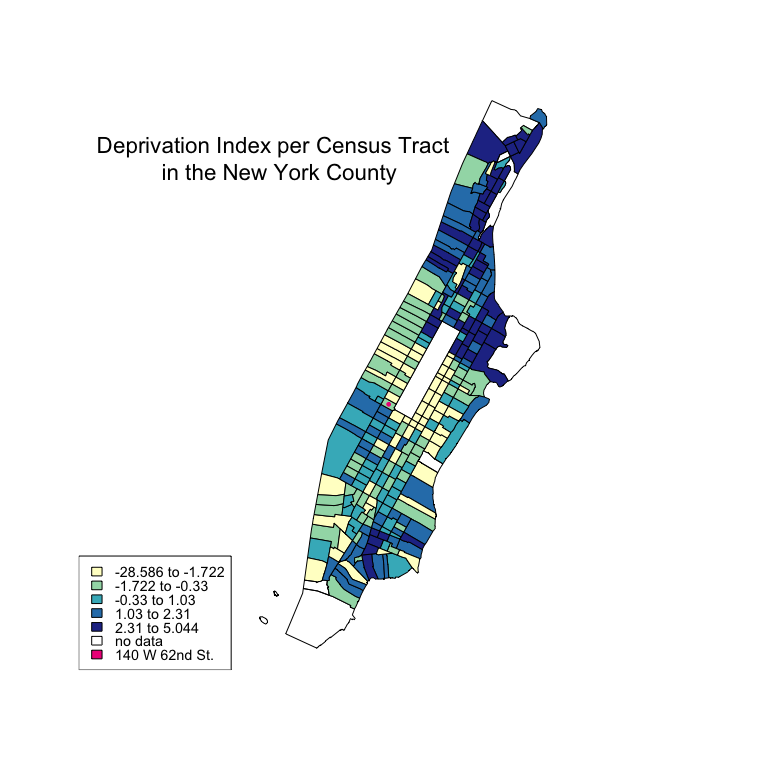 Deprivation Index per Census Tract
in the New York County
-28.586 to -1.722
-1.722 to -0.33
-0.33 to 1.03
1.03 to 2.31
2.31 to 5.044
no data
140 W 62nd St.